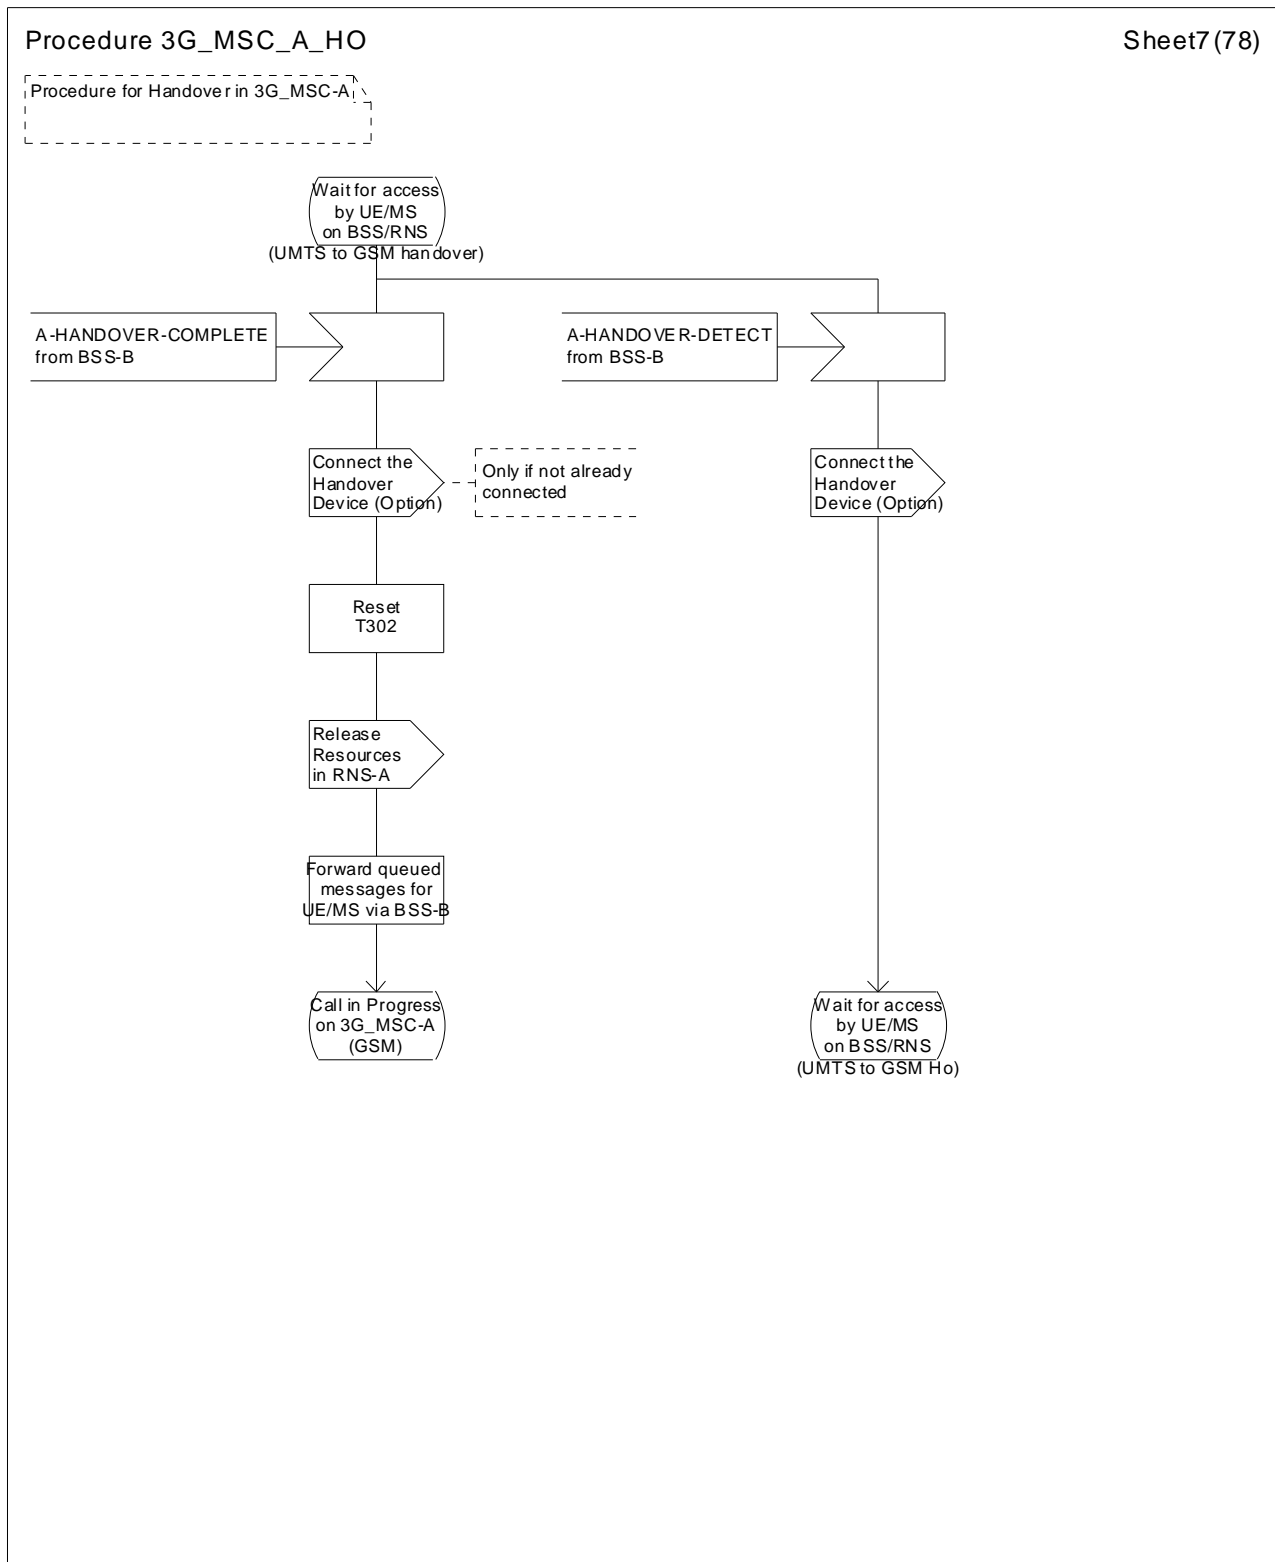 Procedure 3G_MSC_A_HO
Sheet7(78)
Procedure for Handover in 3G_MSC-A
Wait for access
by UE/MS
on BSS/RNS
(UMTS to GSM handover)
A-HANDOVER-COMPLETE
from BSS-B
A-HANDOVER-DETECT
from BSS-B
Connect the
Handover
Device (Option)
Only if not already
connected
Connect the
Handover
Device (Option)
Reset
T302
Release
Resources
in RNS-A
Forward queued
messages for
UE/MS via BSS-B
Call in Progress
on 3G_MSC-A
(GSM)
Wait for access
by UE/MS
on BSS/RNS
(UMTS to GSM Ho)